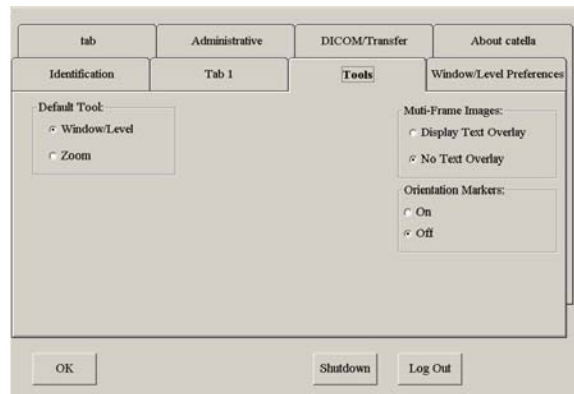 tab Administrative DICOM/Transfer About catella
Identification Tab 1 Tools Window/Level Preferences
Default Tool:
Window/Level
Zoom
Muti-Frame Images:
Display Text Overlay
No Text Overlay
Orientation Markers:
On
Off
OK Shutdown Log Out